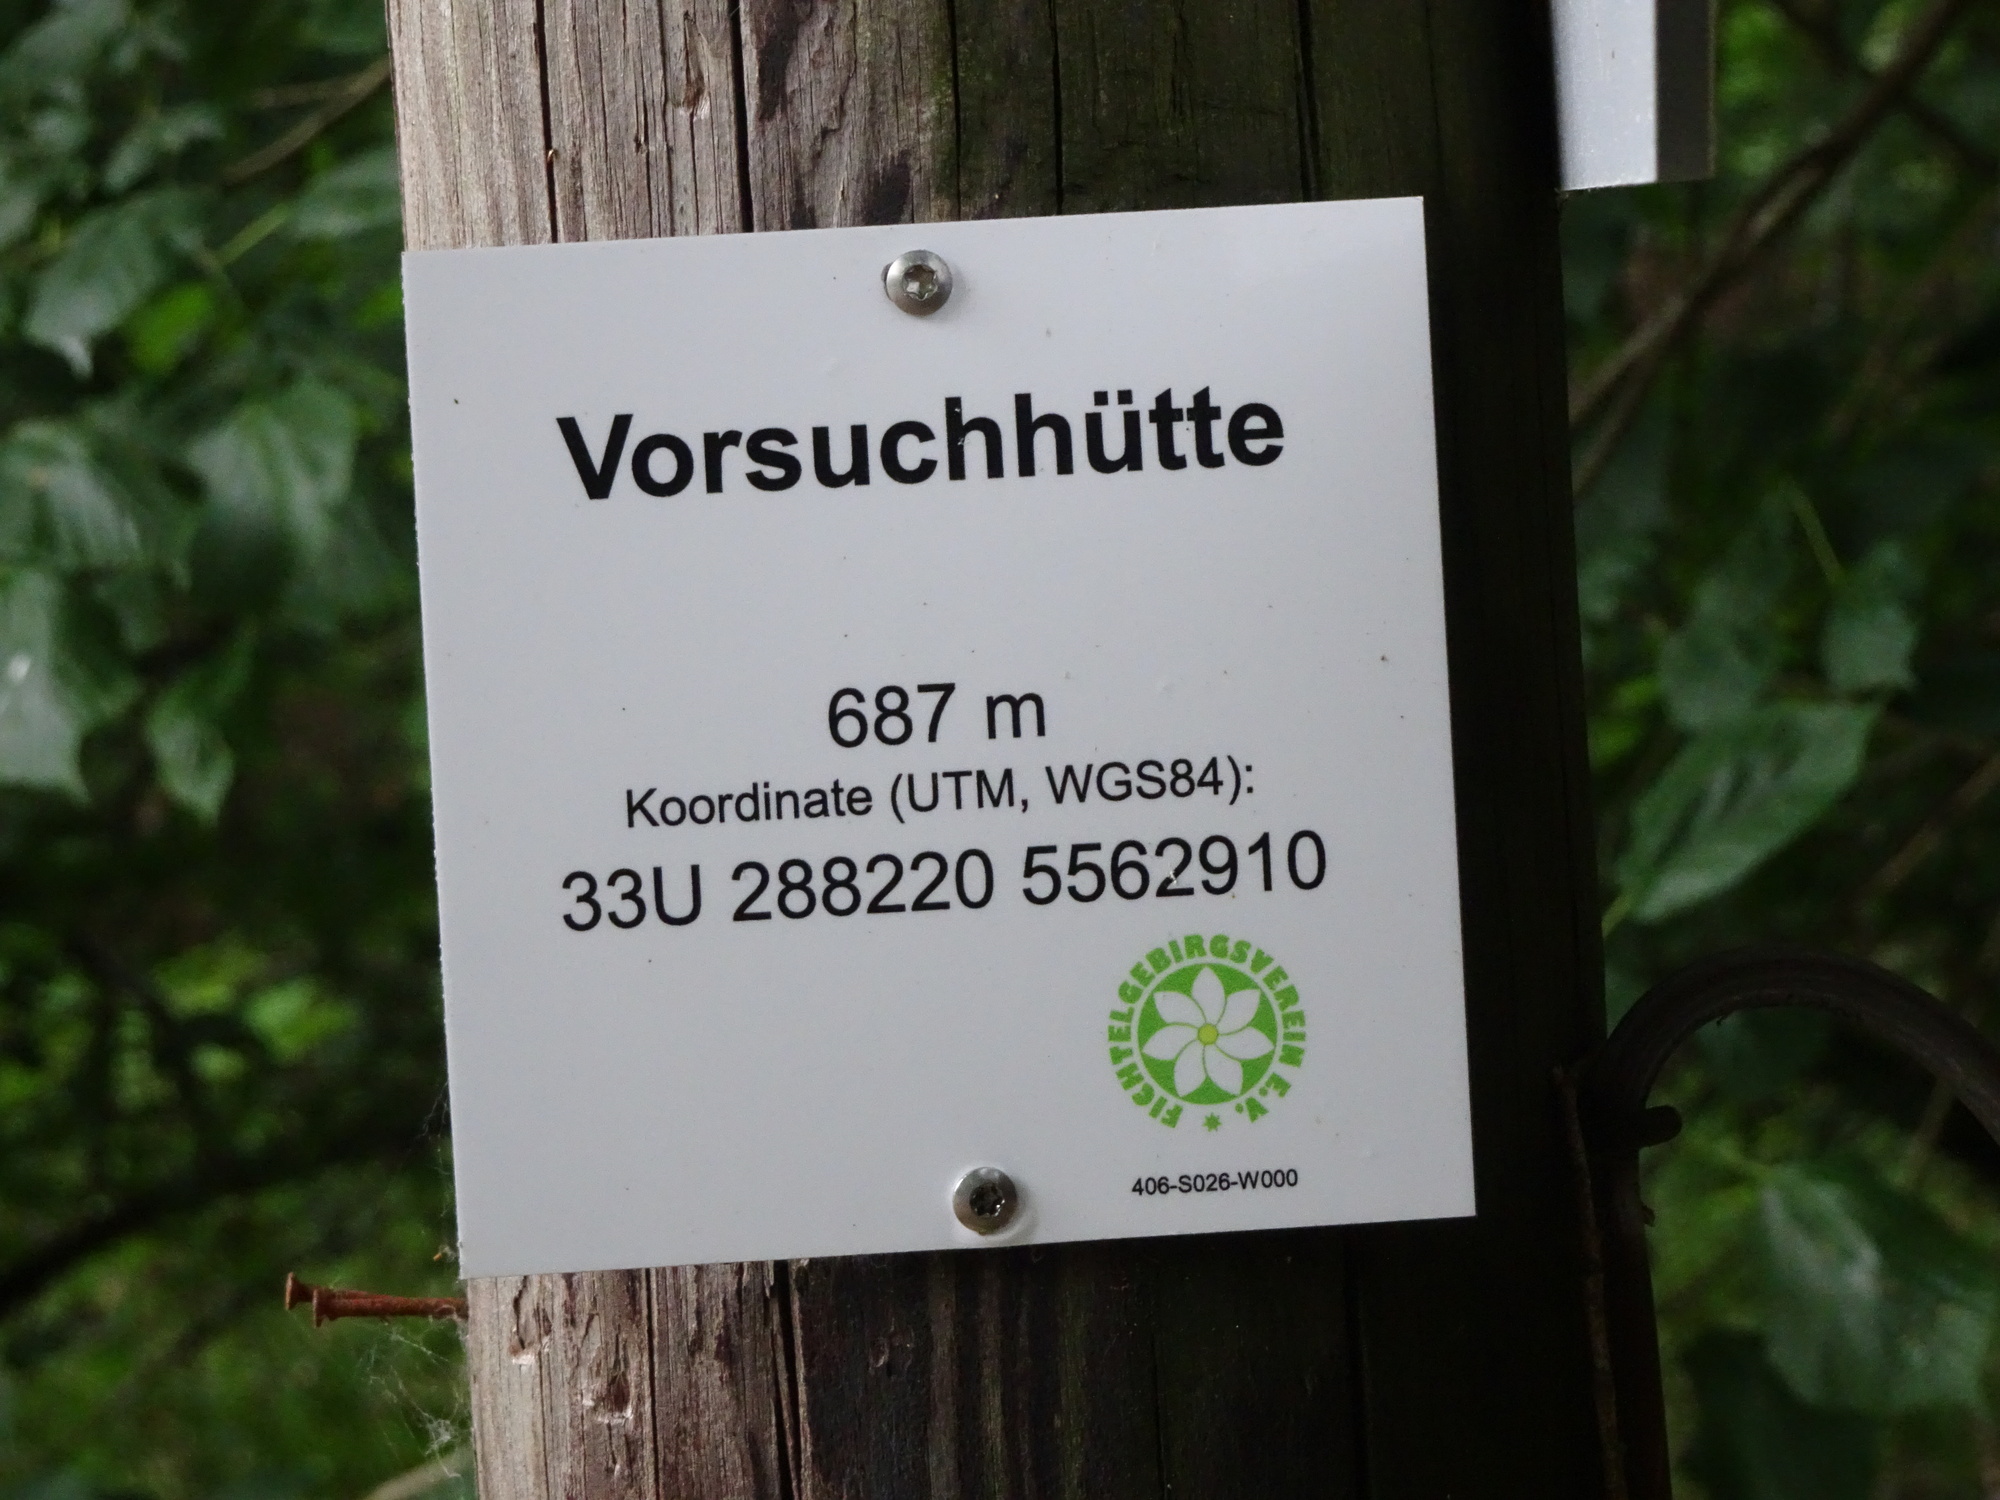 Vorsuchhütte
687 m
Koordinate (UTM, WGS84):
33U 288220 5562910
FICHTELGEBIRGSVEREIN E.V.
406-S026-W000